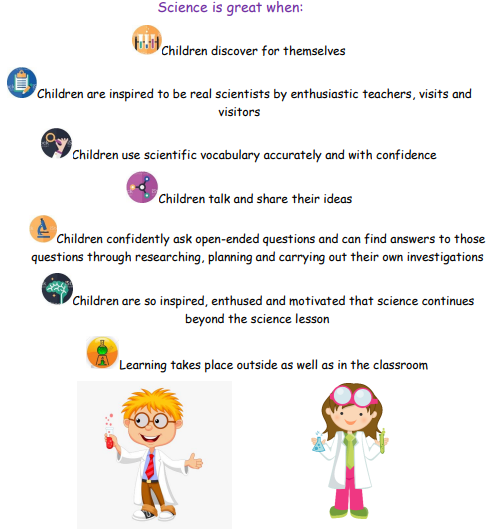 Science is great when:
Children discover for themselves
Children are inspired to be real scientists by enthusiastic teachers, visits and
visitors
Children use scientific vocabulary accurately and with confidence
Children talk and share their ideas
Children confidently ask open-ended questions and can find answers to those
questions through researching, planning and carrying out their own investigations
Children are so inspired, enthused and motivated that science continues
beyond the science lesson
Learning takes place outside as well as in the classroom